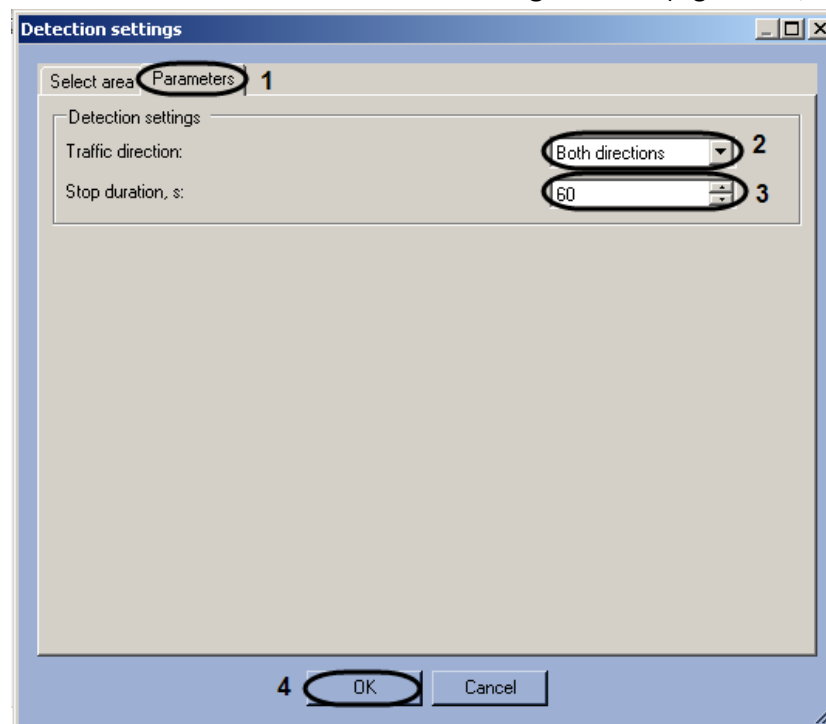 Detection settings
Select area Parameters 1
Detection settings
Traffic direction: Both directions 2
Stop duration, s: 60 3
4 OK Cancel